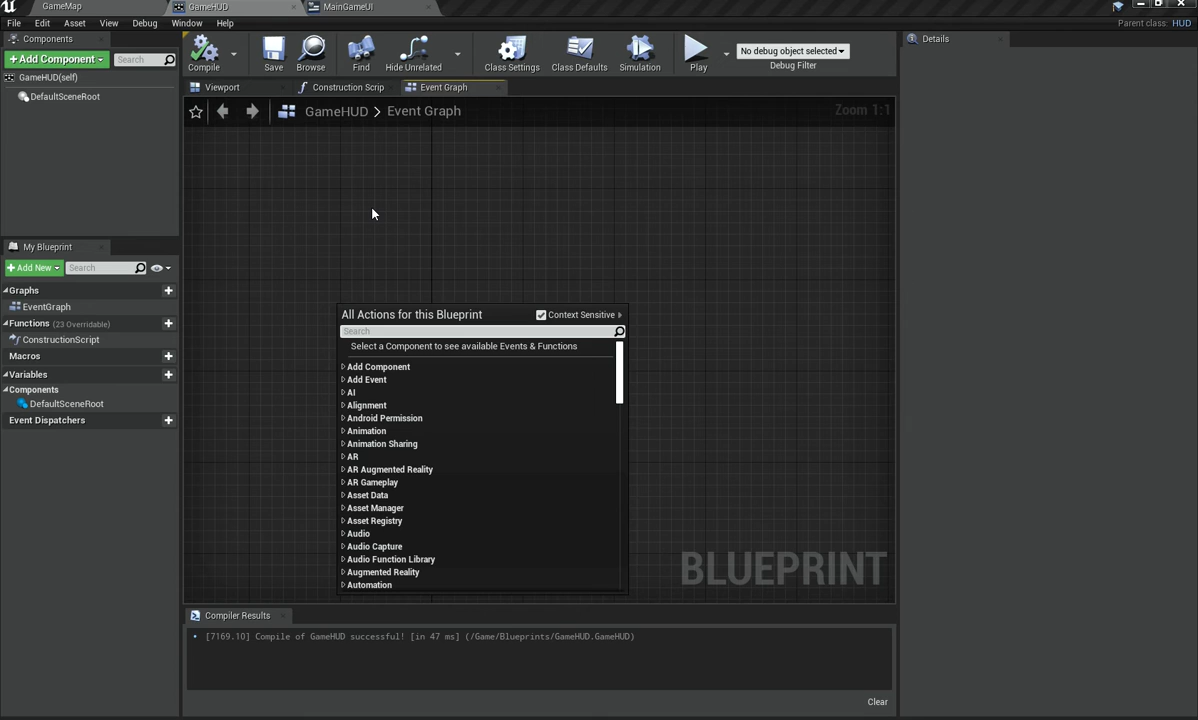 GameMap
GameHUD
MainGameUI
File Edit Asset View Debug Window Help
Parent class: HUD
Components
Details
+Add Component
Search
Compile
Save
Browse
Find
Hide Unrelated
Class Settings
Class Defaults
Simulation
Play
No debug object selected
Debug Filter
GameHUD(self)
DefaultSceneRoot
Viewport
Construction Scrip
Event Graph
GameHUD > Event Graph
Zoom 1:1
My Blueprint
+Add New
Search
Graphs
EventGraph
Functions (23 Overridable)
ConstructionScript
Macros
Variables
Components
DefaultSceneRoot
Event Dispatchers
All Actions for this Blueprint
Context Sensitive
Search
Select a Component to see available Events & Functions
Add Component
Add Event
AI
Alignment
Android Permission
Animation
Animation Sharing
AR
AR Augmented Reality
AR Gameplay
Asset Data
Asset Manager
Asset Registry
Audio
Audio Capture
Audio Function Library
Augmented Reality
Automation
BLUEPRINT
Compiler Results
[7169.10] Compile of GameHUD successful! [in 47 ms] (/Game/Blueprints/GameHUD.GameHUD)
Clear